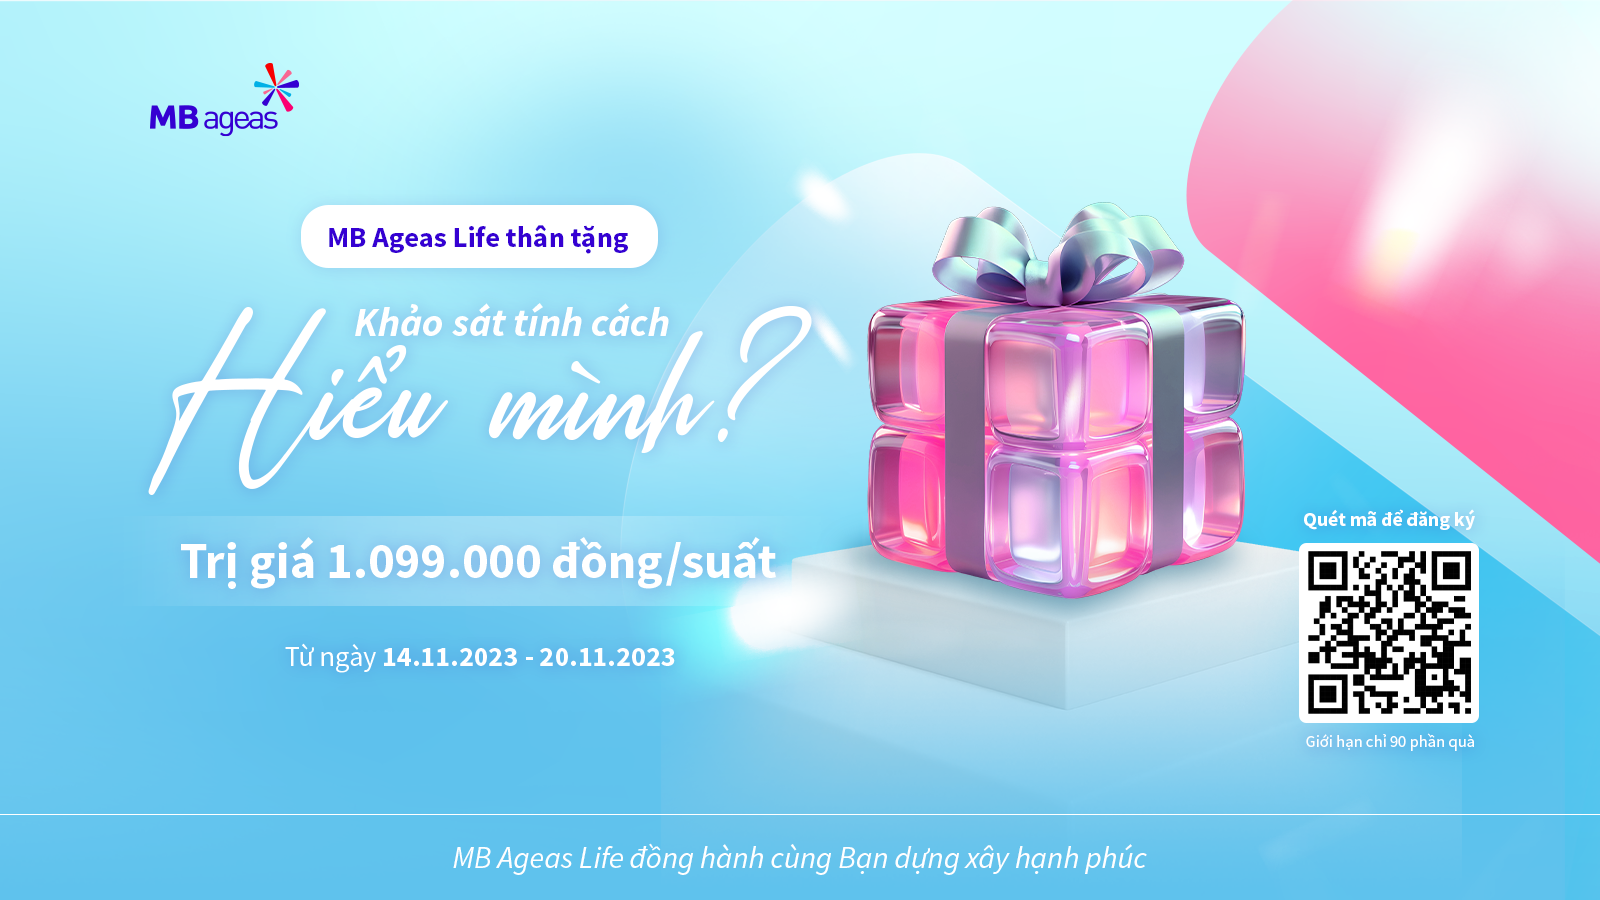 MB ageas
MB Ageas Life thân tặng
Khảo sát tính cách
Hiểu mình?
Trị giá 1.099.000 đồng/suất
Từ ngày 14.11.2023 - 20.11.2023
Quét mã để đăng ký
Giới hạn chỉ 90 phần quà
MB Ageas Life đồng hành cùng Bạn dựng xây hạnh phúc